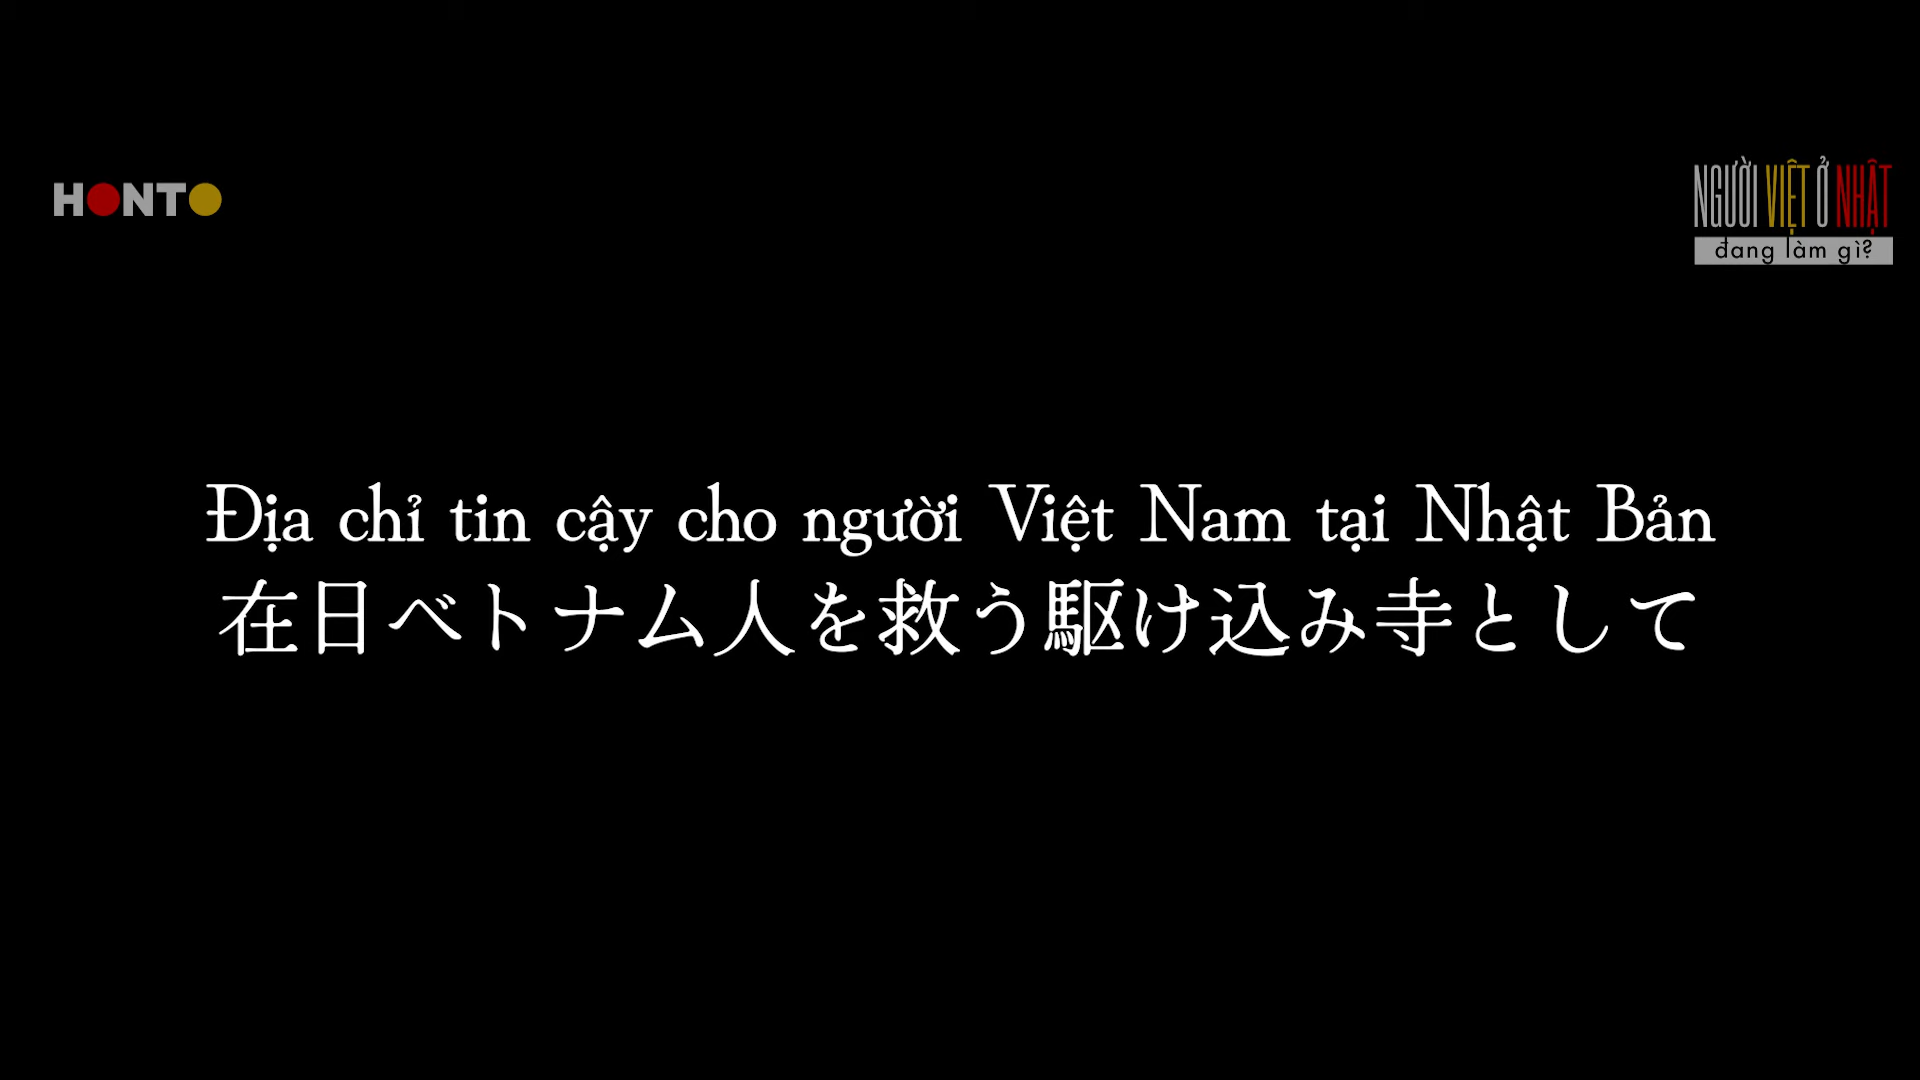 HONTO
NGƯỜI VIỆT Ở NHẬT
đang làm gì?
Địa chỉ tin cậy cho người Việt Nam tại Nhật Bản
在日ベトナム人を救う駆け込み寺として